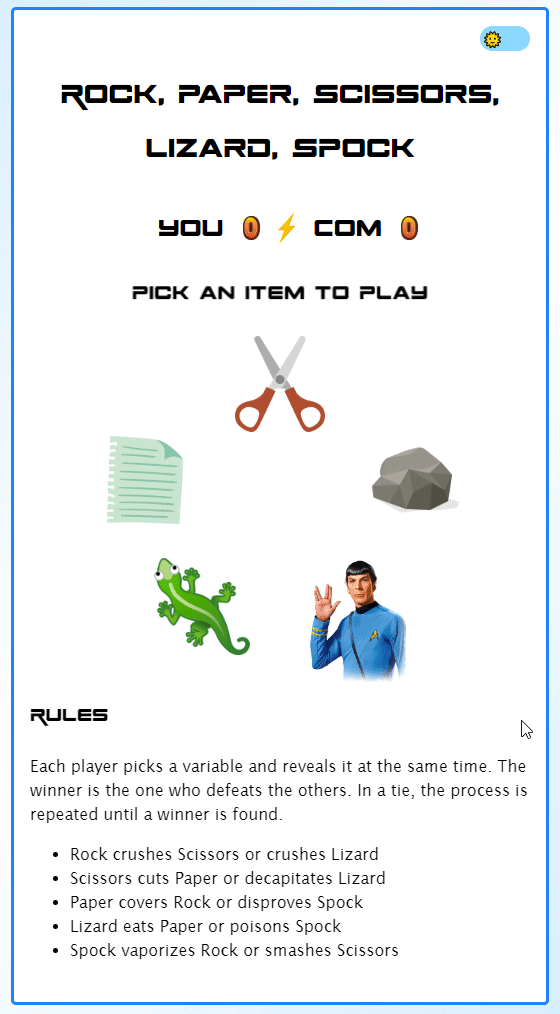 Rock, Paper, Scissors,
Lizard, Spock
You 0 ⚡ Com 0
Pick an item to play
Rules
Each player picks a variable and reveals it at the same time. The
winner is the one who defeats the others. In a tie, the process is
repeated until a winner is found.
• Rock crushes Scissors or crushes Lizard
• Scissors cuts Paper or decapitates Lizard
• Paper covers Rock or disproves Spock
• Lizard eats Paper or poisons Spock
• Spock vaporizes Rock or smashes Scissors